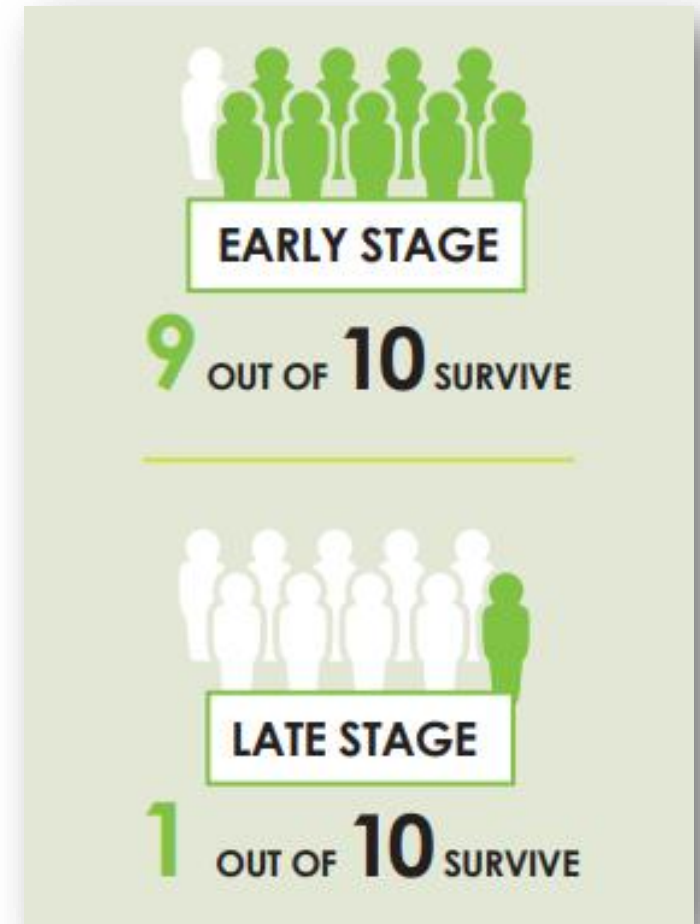 EARLY STAGE
9 OUT OF 10 SURVIVE
LATE STAGE
1 OUT OF 10 SURVIVE